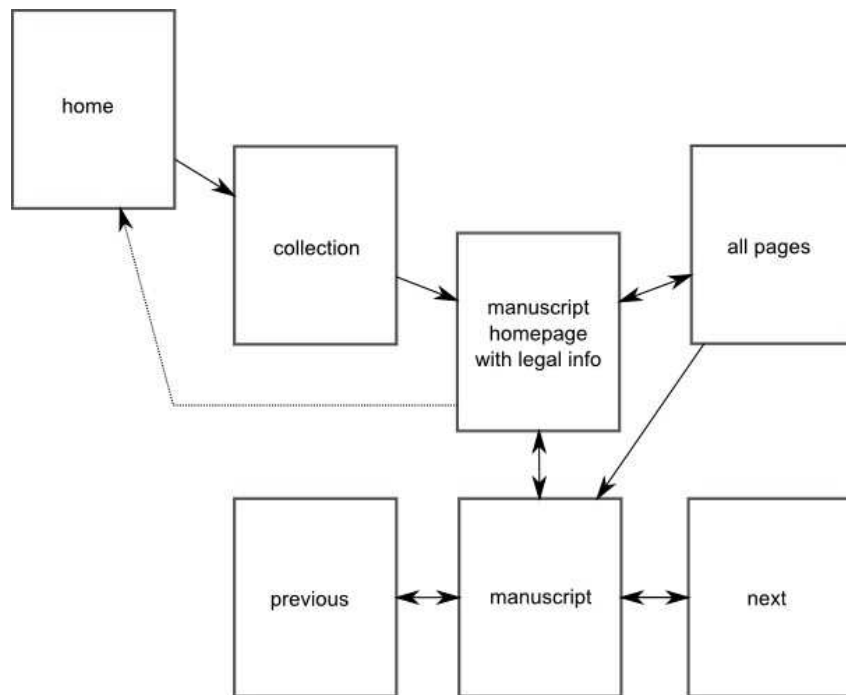 home
collection
all pages
manuscript
homepage
with legal info
previous
manuscript
next